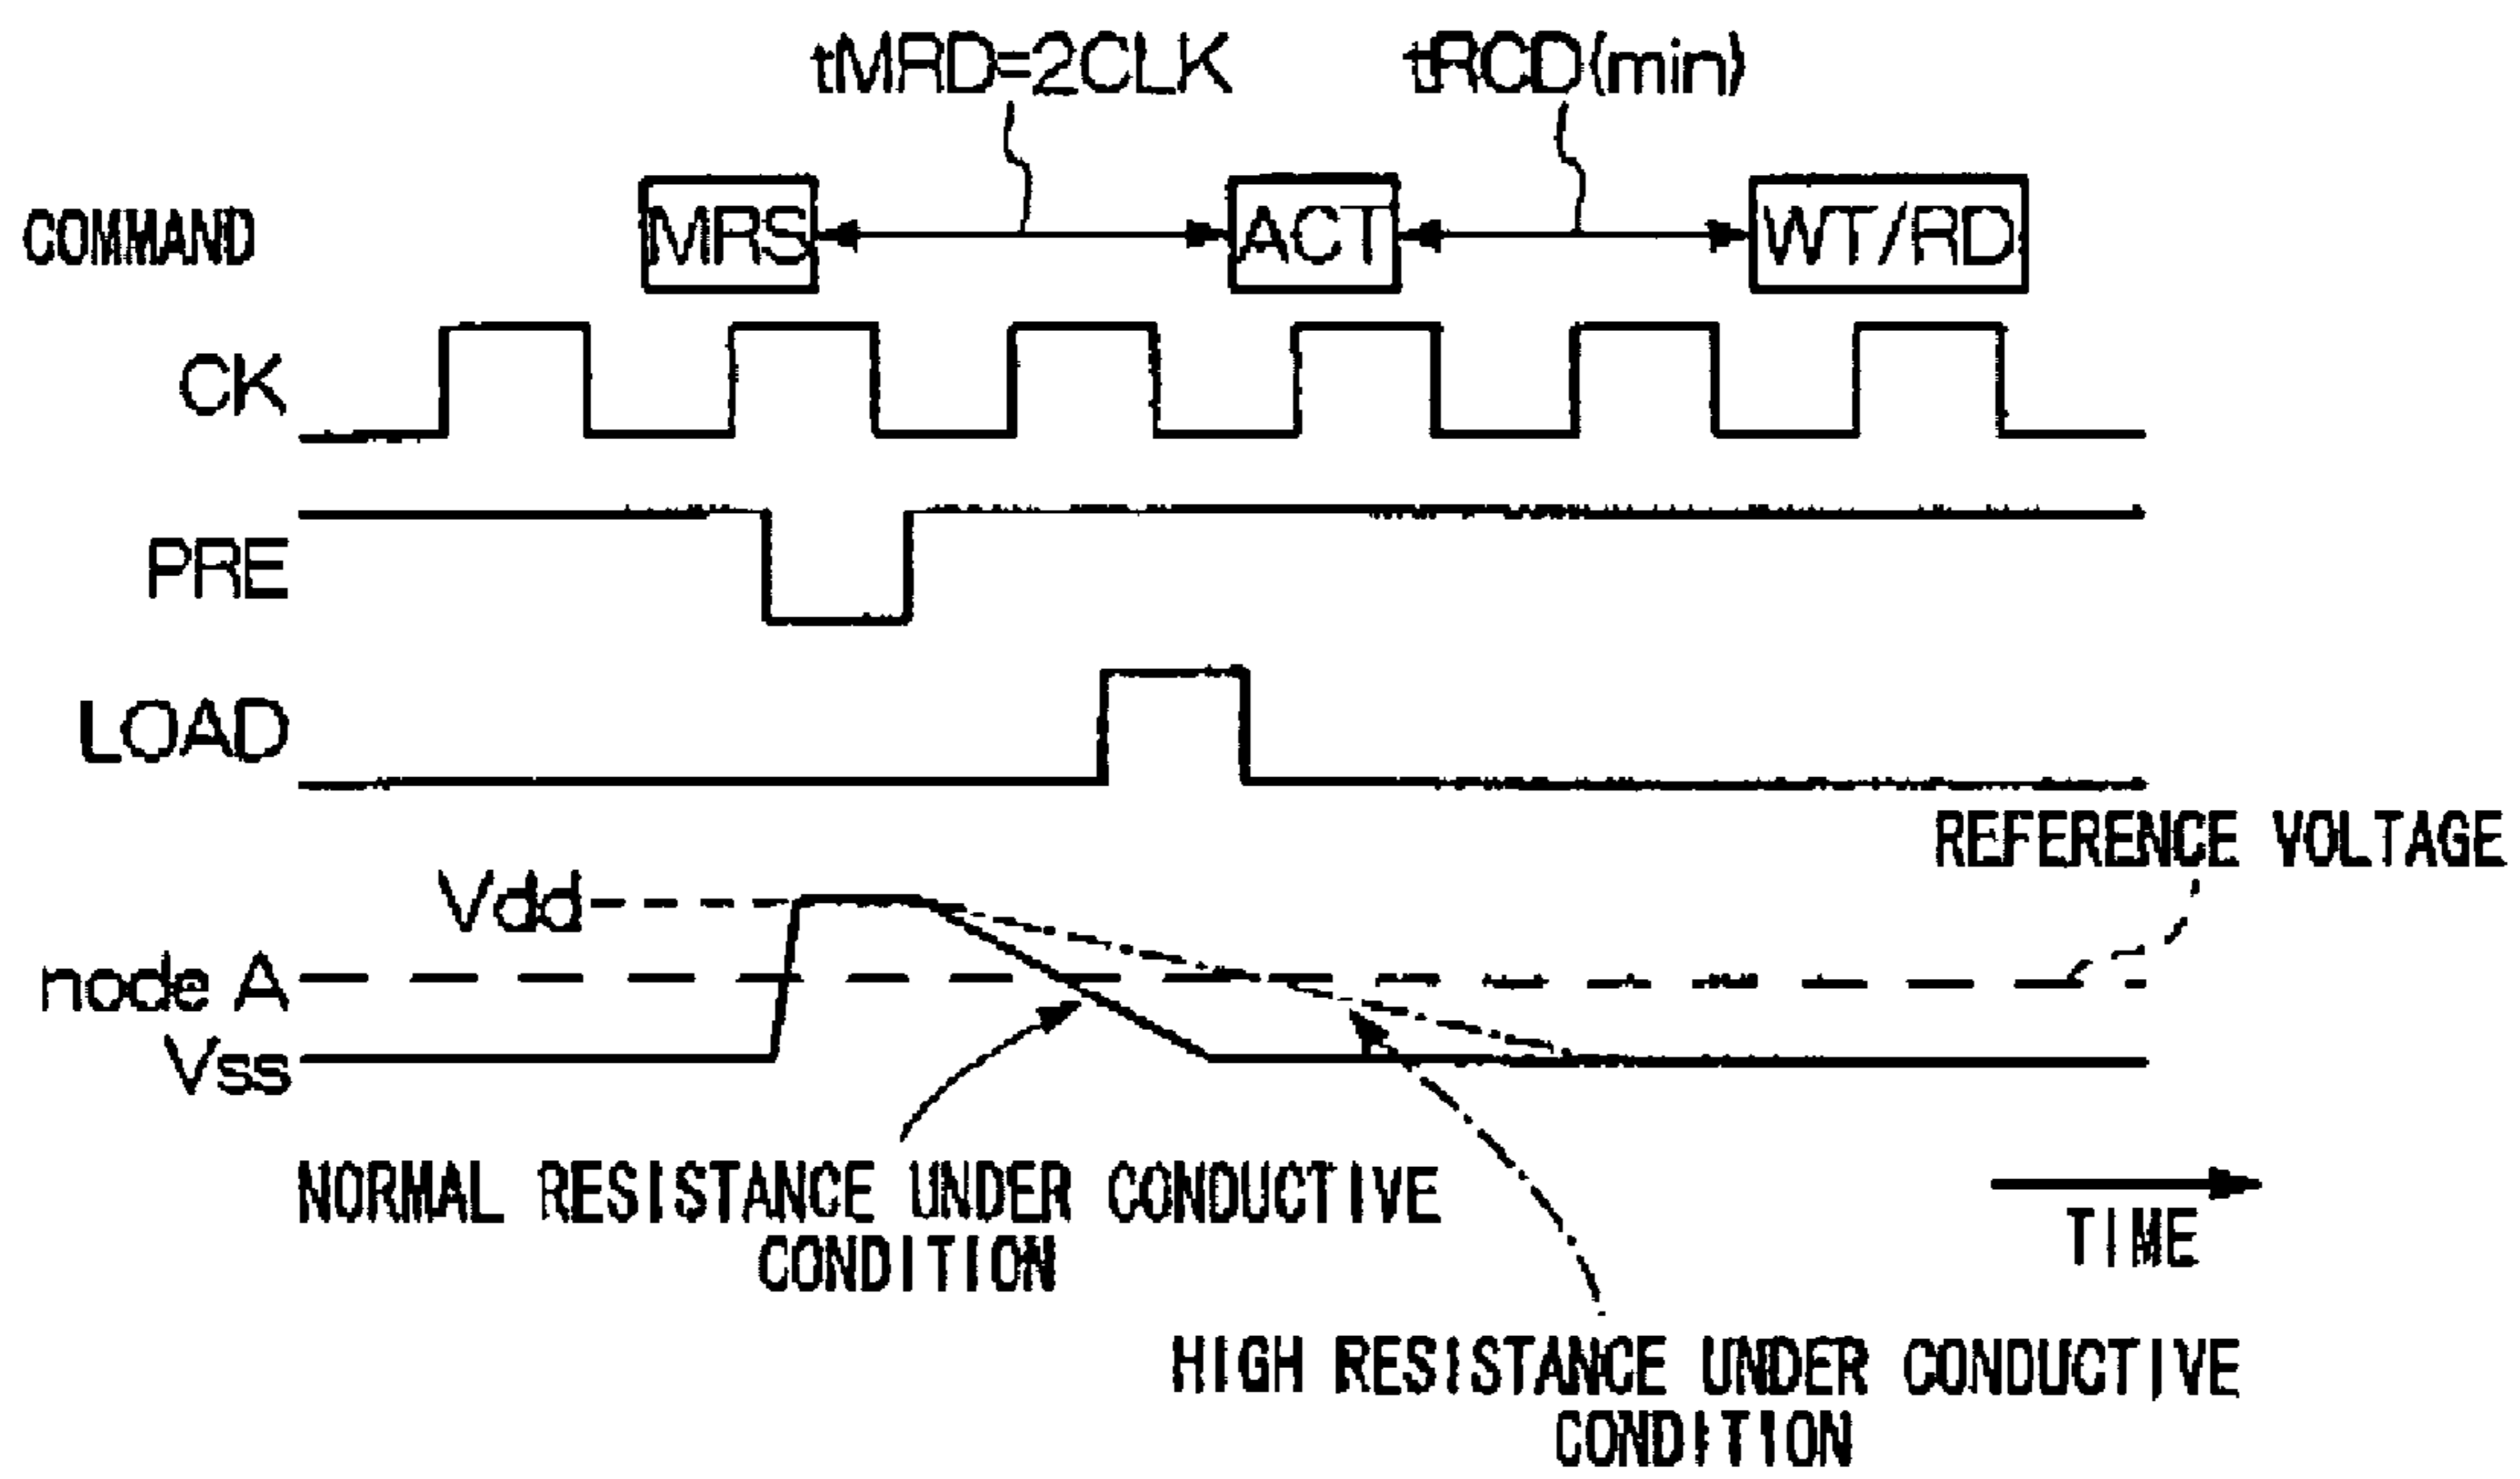 tMRD=2CLK tRCD(min)
COMMAND MRS ACT WT/RD
CK
PRE
LOAD
REFERENCE VOLTAGE
Vdd
node A
Vss
NORMAL RESISTANCE UNDER CONDUCTIVE
CONDITION
TIME
HIGH RESISTANCE UNDER CONDUCTIVE
CONDITION